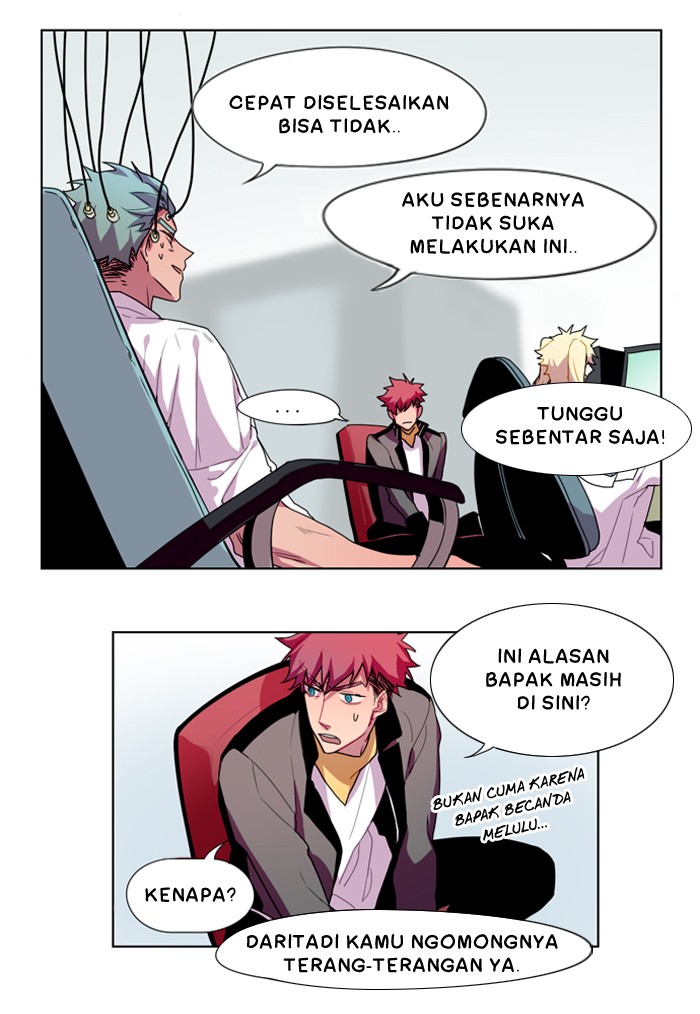 CEPAT DISELESAIKAN
BISA TIDAK..
AKU SEBENARNYA
TIDAK SUKA
MELAKUKAN INI..
...
TUNGGU
SEBENTAR SAJA!
INI ALASAN
BAPAK MASIH
DI SINI?
BUKAN CUMA KARENA
BAPAK BECANDA
MELULU...
KENAPA?
DARITADI KAMU NGOMONGNYA
TERANG-TERANGAN YA.